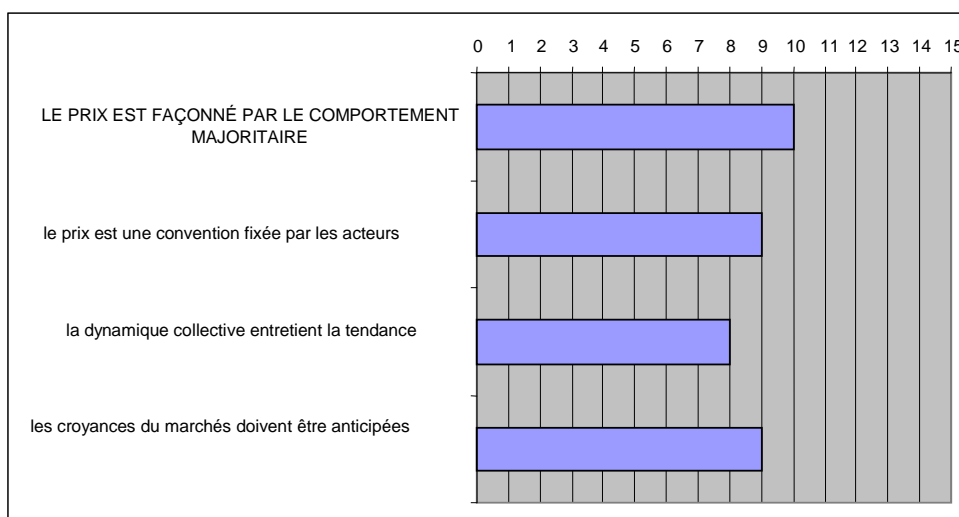 0 1 2 3 4 5 6 7 8 9 10 11 12 13 14 15
LE PRIX EST FAÇONNÉ PAR LE COMPORTEMENT
MAJORITAIRE
le prix est une convention fixée par les acteurs
la dynamique collective entretient la tendance
les croyances du marchés doivent être anticipées